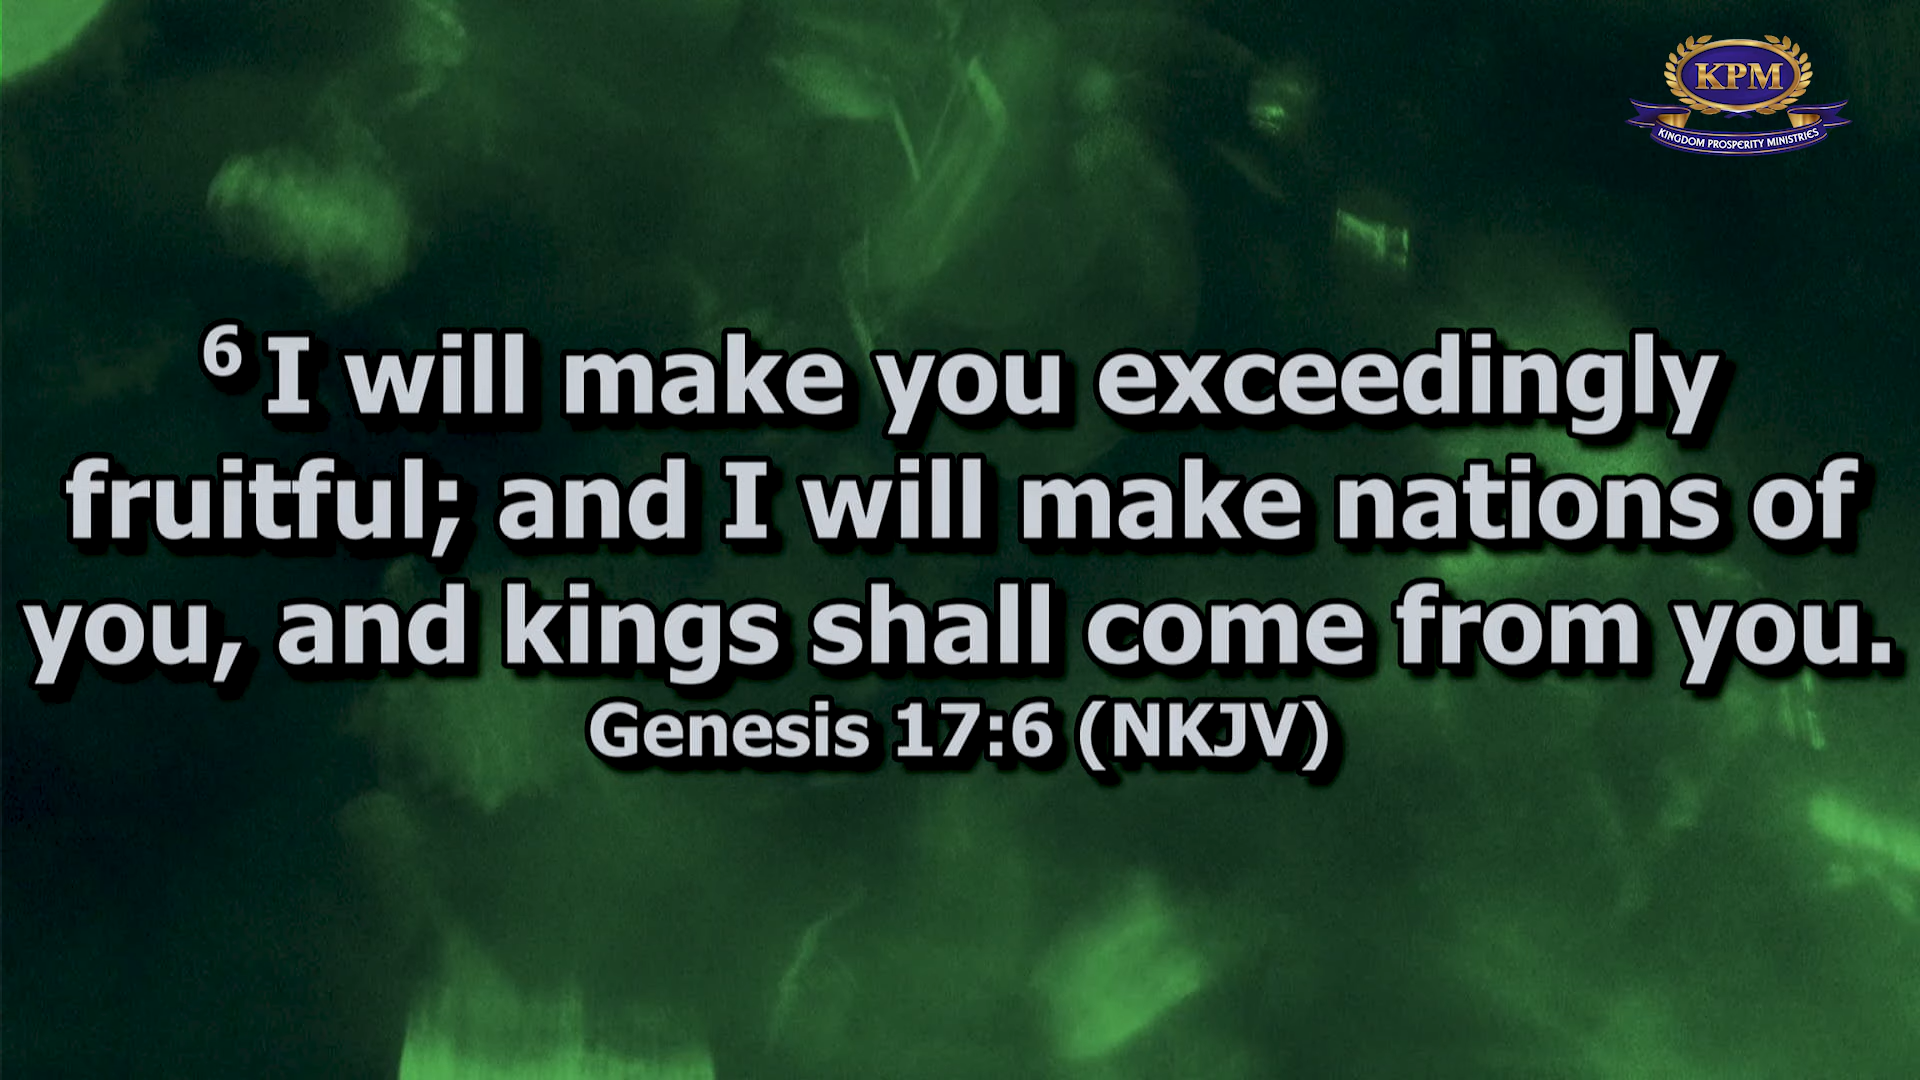 KPM
KINGDOM PROSPERITY MINISTRIES
6 I will make you exceedingly
fruitful; and I will make nations of
you, and kings shall come from you.
Genesis 17:6 (NKJV)